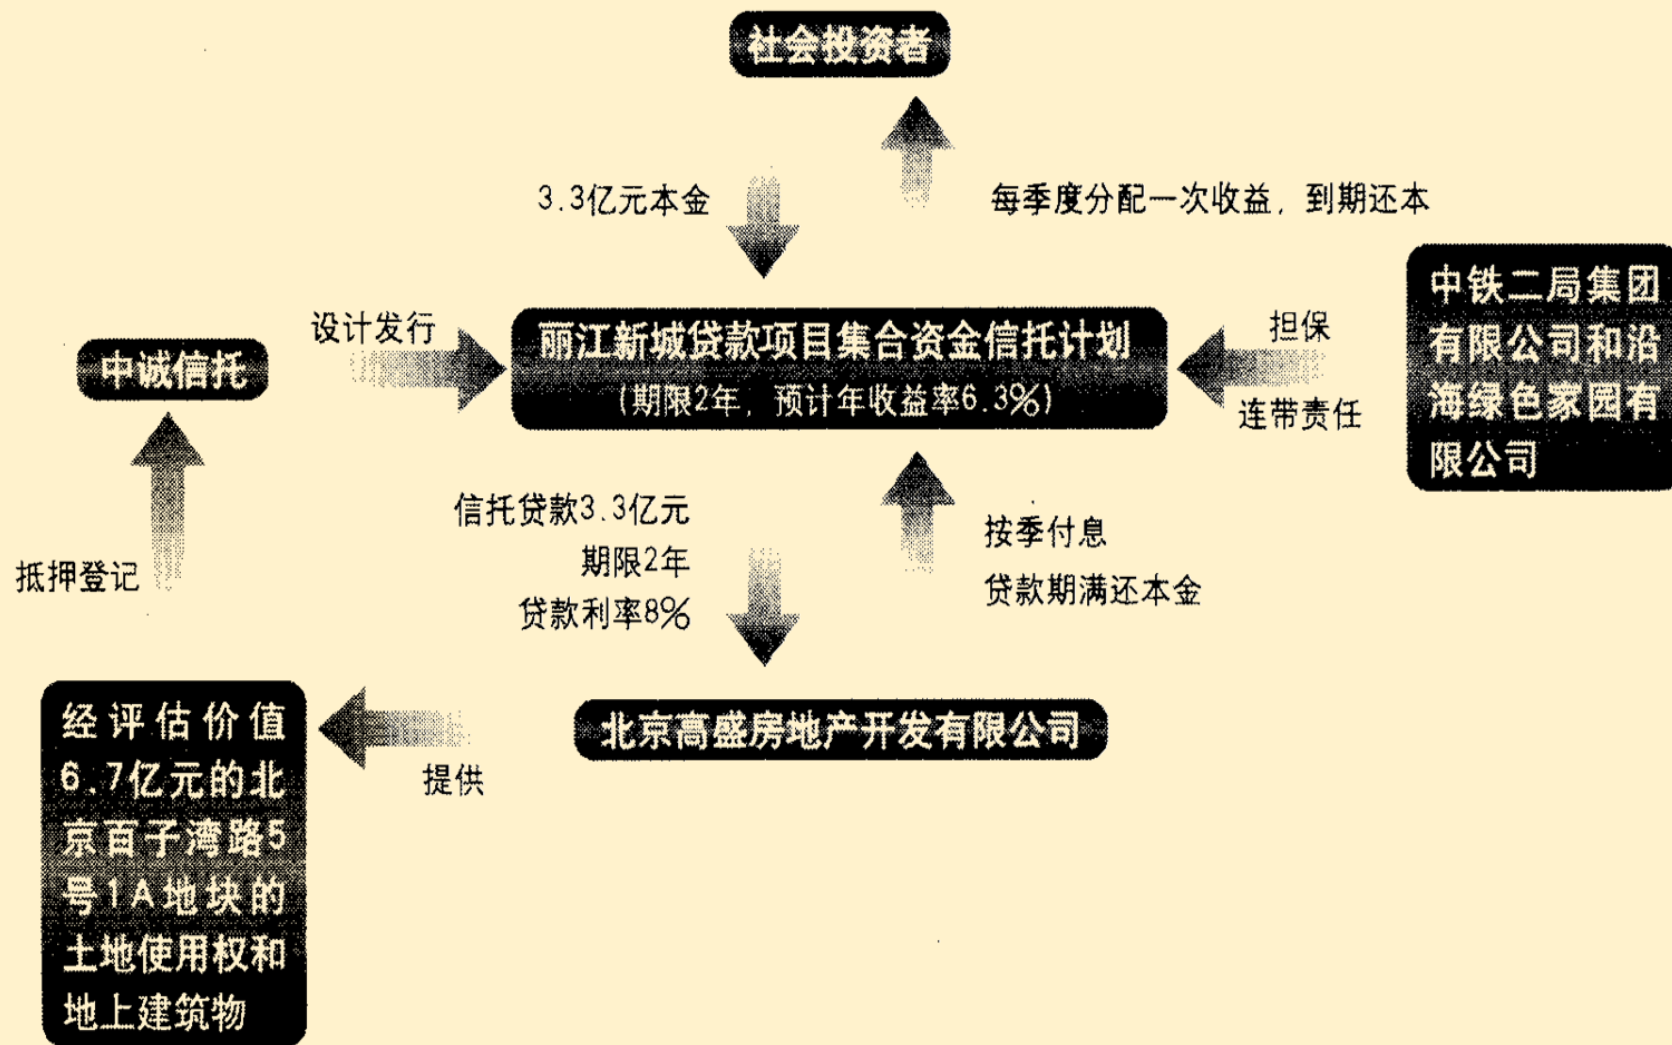 社会投资者
3.3亿元本金
每季度分配一次收益，到期还本
中铁二局集团
有限公司和沿
海绿色家园有
限公司
设计发行
丽江新城贷款项目集合资金信托计划
(期限2年，预计年收益率6.3%)
担保
连带责任
中诚信托
信托贷款3.3亿元
期限2年
贷款利率8%
按季付息
贷款期满还本金
抵押登记
北京高盛房地产开发有限公司
提供
经评估价值
6.7亿元的北
京百子湾路5
号1A地块的
土地使用权和
地上建筑物